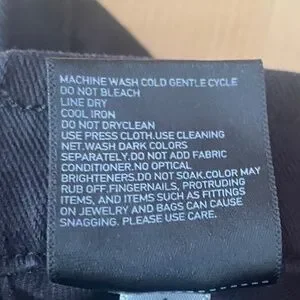 MACHINE WASH COLD GENTLE CYCLE
DO NOT BLEACH
LINE DRY
COOL IRON
DO NOT DRYCLEAN
USE PRESS CLOTH.USE CLEANING
NET.WASH DARK COLORS
SEPARATELY.DO NOT ADD FABRIC
CONDITIONER.NO OPTICAL
BRIGHTENERS.DO NOT SOAK.COLOR MAY
RUB OFF.FINGERNAILS, PROTRUDING
ITEMS, AND ITEMS SUCH AS FITTINGS
ON JEWELRY AND BAGS CAN CAUSE
SNAGGING. PLEASE USE CARE.